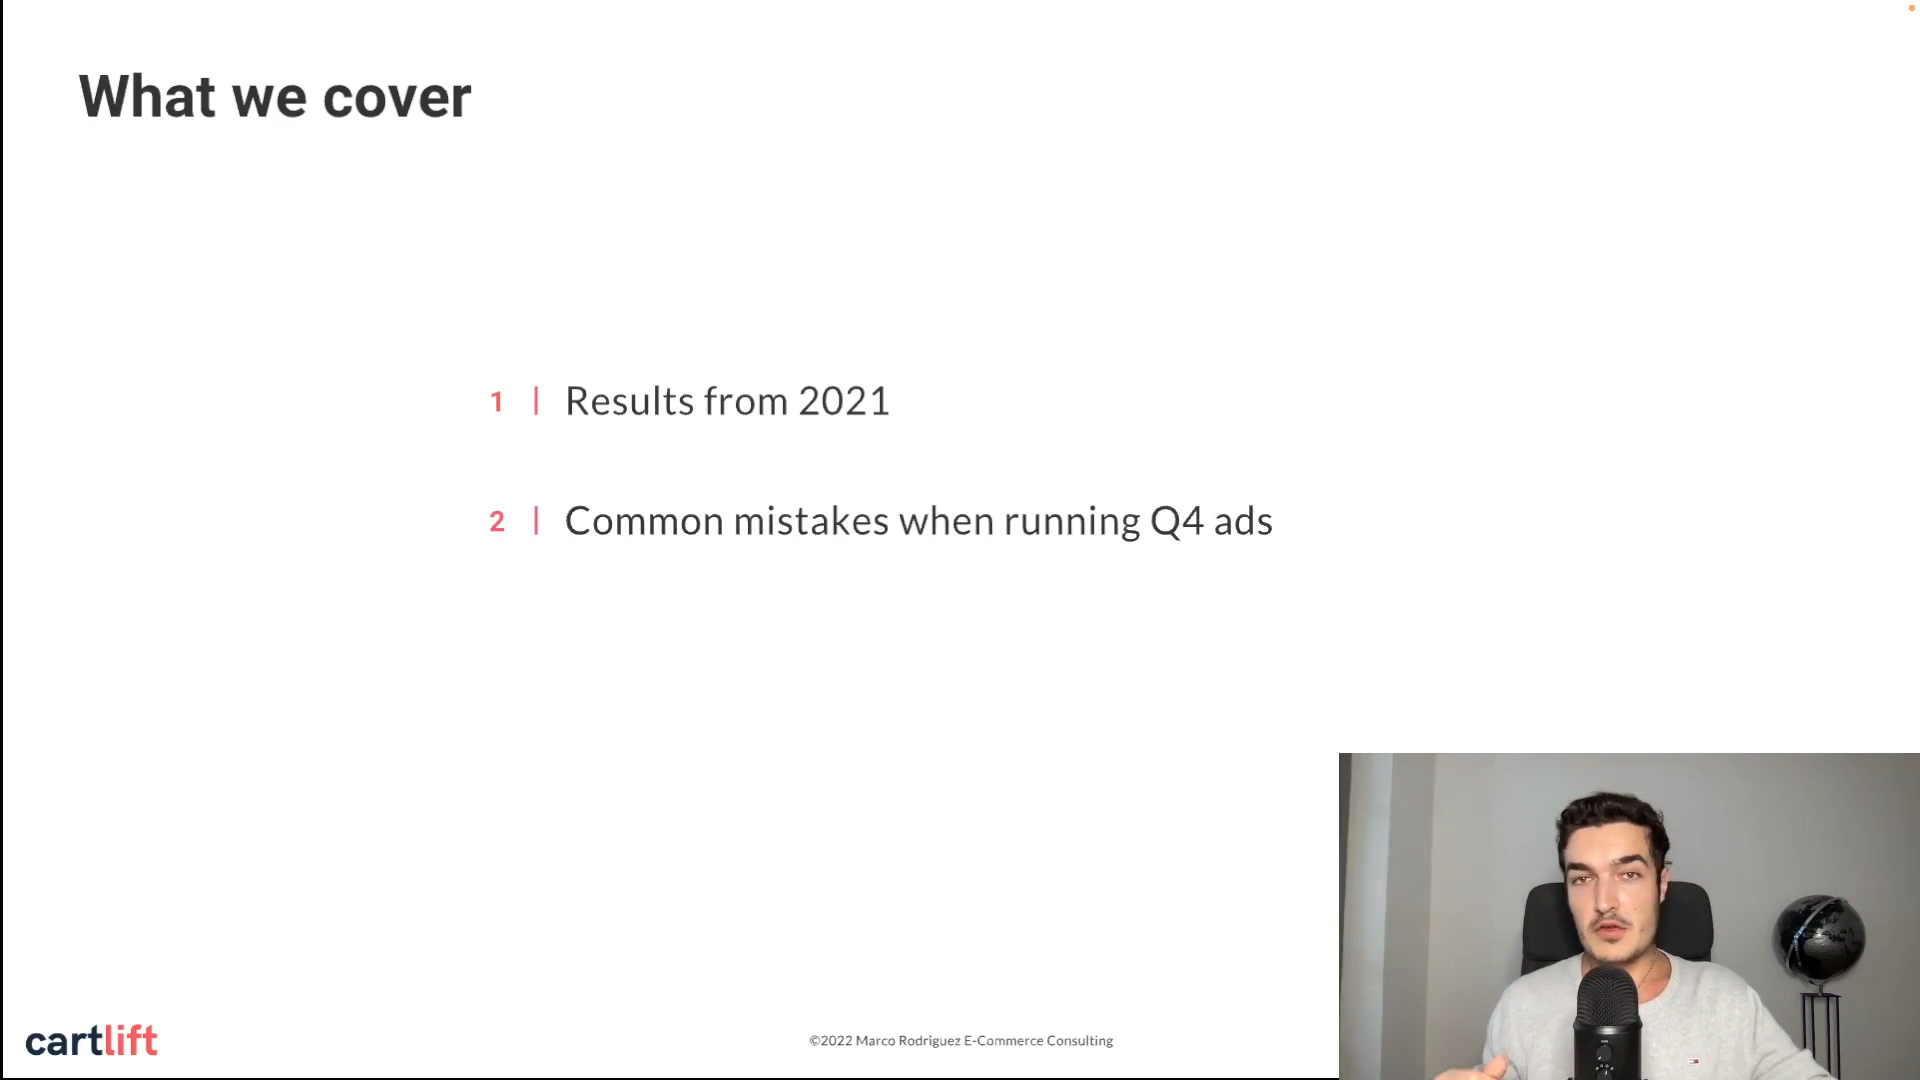 What we cover
1 | Results from 2021
2 | Common mistakes when running Q4 ads
cartlift
©2022 Marco Rodriguez E-Commerce Consulting